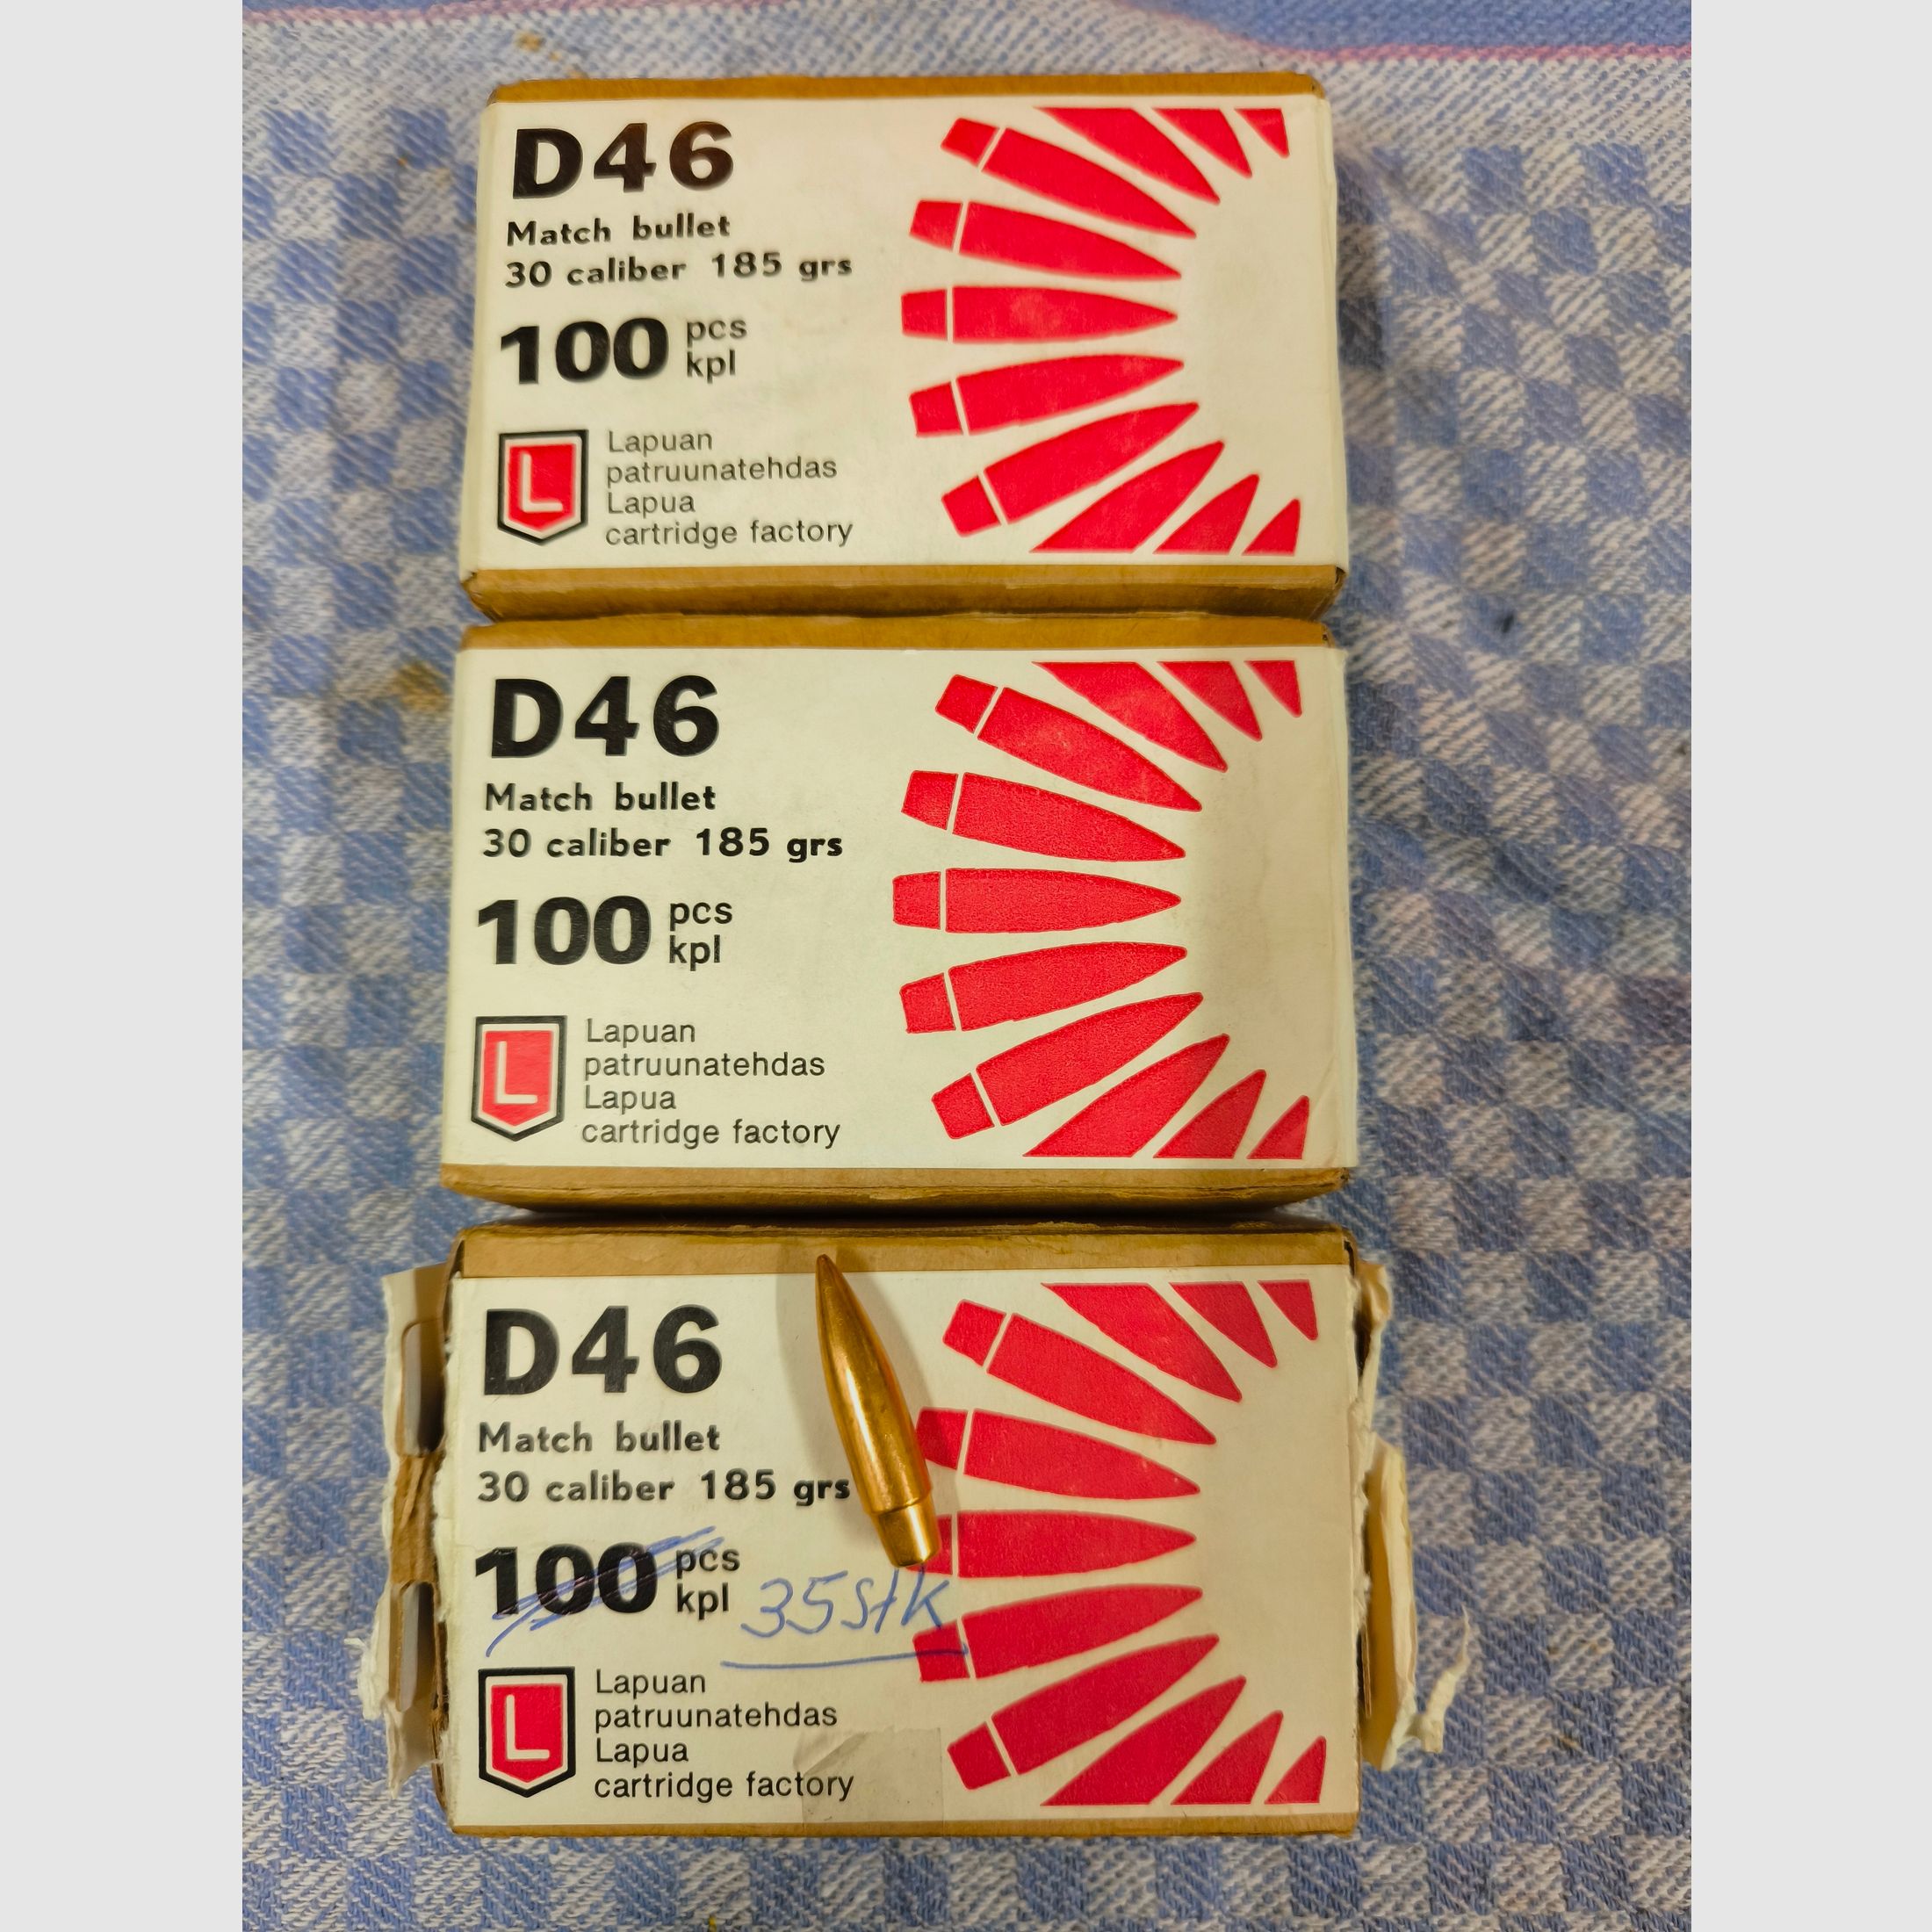 D46
Match bullet
30 caliber 185 grs
100 pcs
kpl
L
Lapuan
patruunatehdas
Lapua
cartridge factory
D46
Match bullet
30 caliber 185 grs
100 pcs
kpl
L
Lapuan
patruunatehdas
Lapua
cartridge factory
D46
Match bullet
30 caliber 185 grs
100 pcs
kpl 35stk
L
Lapuan
patruunatehdas
Lapua
cartridge factory